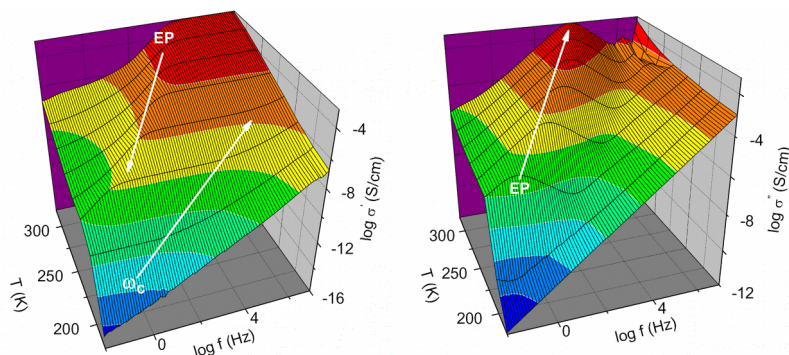 EP
ω_c
-4
-8
-12
-16
log σ' (S/cm)
300
250
200
T (K)
0
4
log f (Hz)
EP
-4
-8
-12
log σ" (S/cm)
300
250
200
T (K)
0
4
log f (Hz)